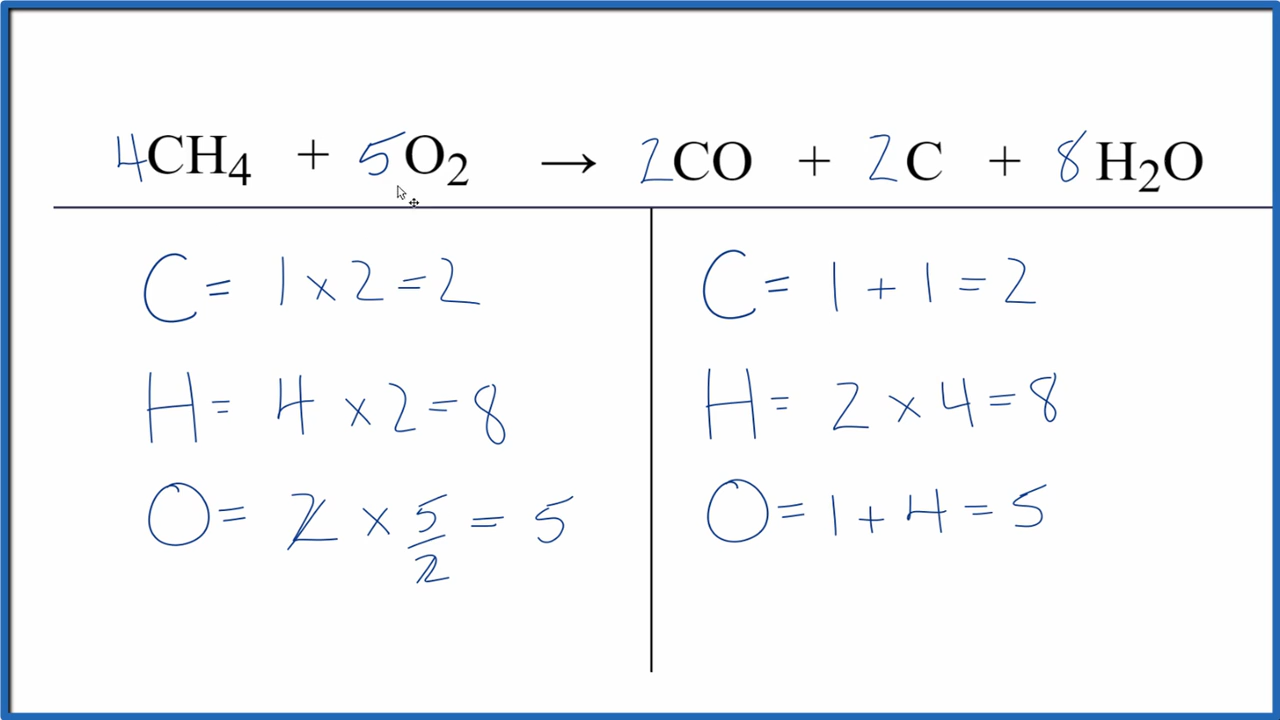 4CH₄ + 5O₂ → 2CO + 2C + 8H₂O
C = 1 x 2 = 2
H = 4 x 2 = 8
O = 2 x 5/2 = 5
C = 1 + 1 = 2
H = 2 x 4 = 8
O = 1 + 4 = 5